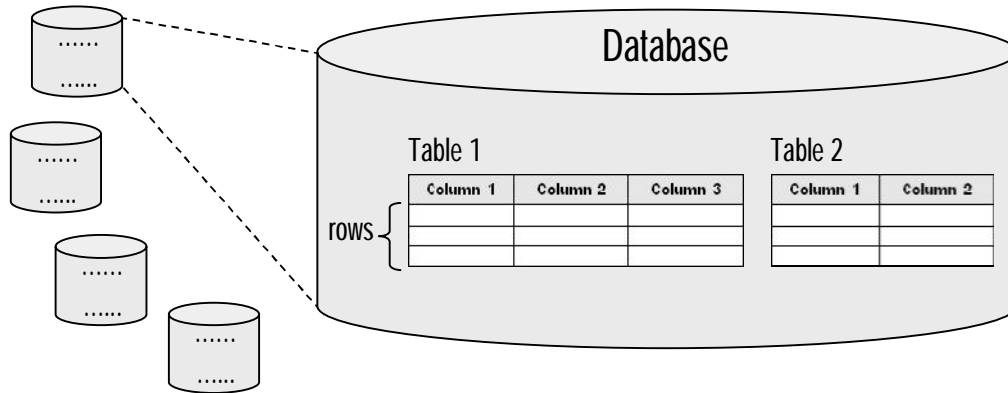 Database
......
......
......
......
......
......
......
......
Table 1
Column 1 Column 2 Column 3
rows
Table 2
Column 1 Column 2